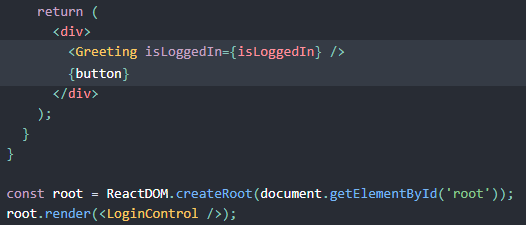 return (
<div>
<Greeting isLoggedIn={isLoggedIn} />
{button}
</div>
);
}
}
const root = ReactDOM.createRoot(document.getElementById('root'));
root.render(<LoginControl />);